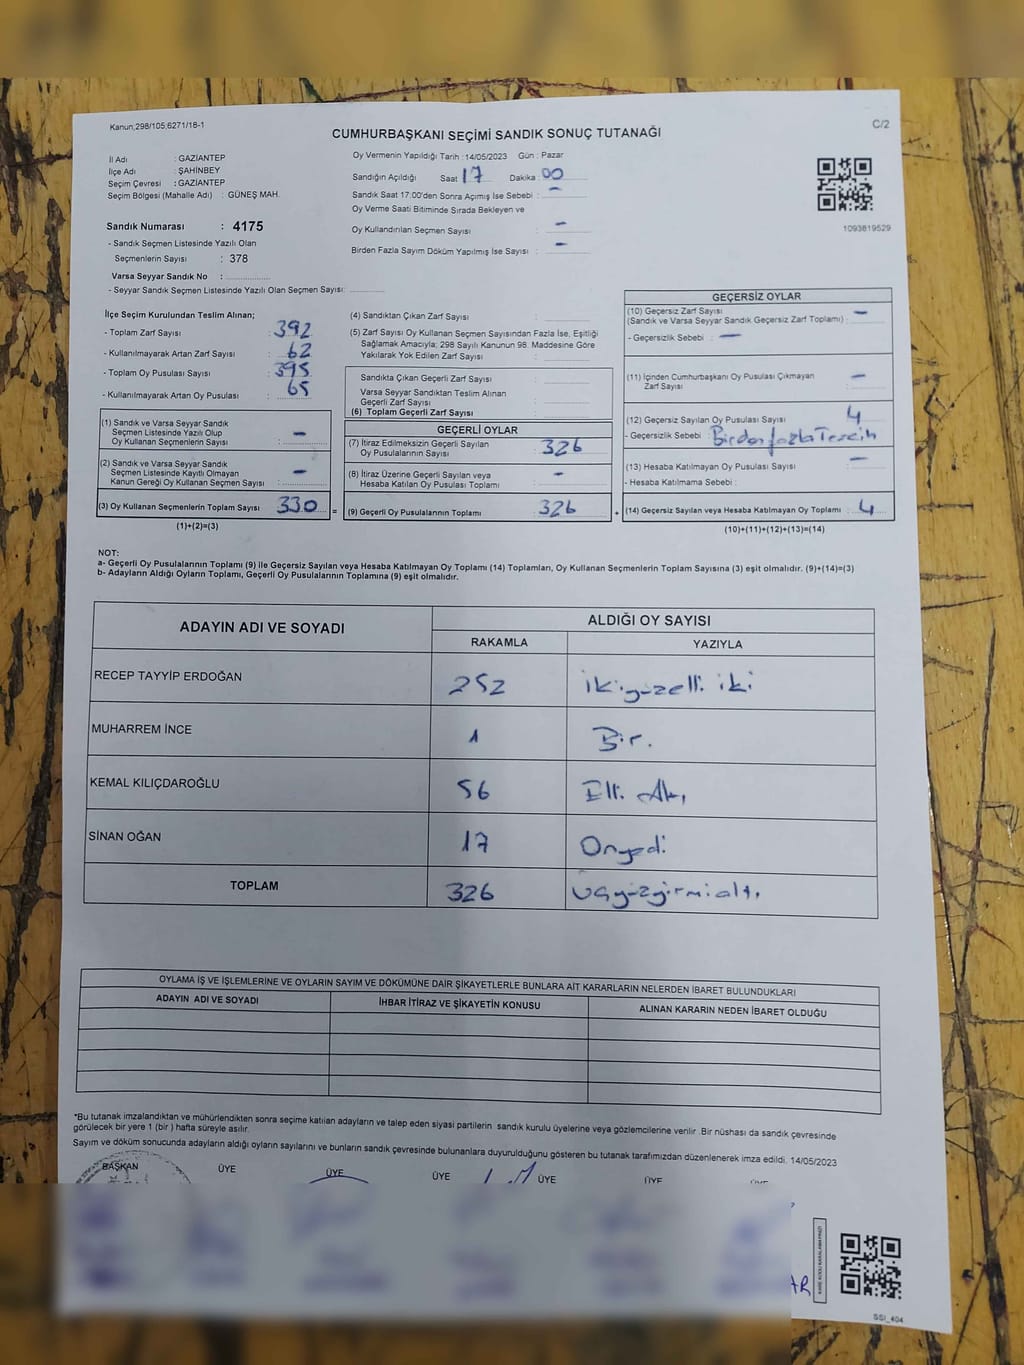 Kanun;298/105;6271/18-1
C/2
CUMHURBAŞKANI SEÇİMİ SANDIK SONUÇ TUTANAĞI
İl Adı : GAZİANTEP
İlçe Adı : ŞAHİNBEY
Seçim Çevresi : GAZİANTEP
Seçim Bölgesi (Mahalle Adı) : GÜNEŞ MAH.
Oy Vermenin Yapıldığı Tarih :14/05/2023 Gün : Pazar
Sandığın Açıldığı Saat 17 Dakika 00
Sandık Saat 17:00'den Sonra Açımış İse Sebebi : -
Oy Verme Saati Bitiminde Sırada Bekleyen ve
Oy Kullandırılan Seçmen Sayısı : -
Birden Fazla Sayım Döküm Yapılmış İse Sayısı : -
1093819529
Sandık Numarası : 4175
- Sandık Seçmen Listesinde Yazılı Olan
Seçmenlerin Sayısı : 378
Varsa Seyyar Sandık No :
- Seyyar Sandık Seçmen Listesinde Yazılı Olan Seçmen Sayısı:
İlçe Seçim Kurulundan Teslim Alınan;
- Toplam Zarf Sayısı : 392
- Kullanılmayarak Artan Zarf Sayısı : 62
- Toplam Oy Pusulası Sayısı : 395
- Kullanılmayarak Artan Oy Pusulası : 65
(1) Sandık ve Varsa Seyyar Sandık
Seçmen Listesinde Yazılı Olup
Oy Kullanan Seçmenlerin Sayısı : -
(2) Sandık ve Varsa Seyyar Sandık
Seçmen Listesinde Kayıtlı Olmayan
Kanun Gereği Oy Kullanan Seçmen Sayısı : -
(3) Oy Kullanan Seçmenlerin Toplam Sayısı : 330 =
(1)+(2)=(3)
(4) Sandıktan Çıkan Zarf Sayısı :
(5) Zarf Sayısı Oy Kullanan Seçmen Sayısından Fazla İse, Eşitliği
Sağlamak Amacıyla; 298 Sayılı Kanunun 98. Maddesine Göre
Yakılarak Yok Edilen Zarf Sayısı :
Sandıkta Çıkan Geçerli Zarf Sayısı :
Varsa Seyyar Sandıktan Teslim Alınan
Geçerli Zarf Sayısı :
(6) Toplam Geçerli Zarf Sayısı :
GEÇERLİ OYLAR
(7) İtiraz Edilmeksizin Geçerli Sayılan
Oy Pusulalarının Sayısı : 326
(8) İtiraz Üzerine Geçerli Sayılan veya
Hesaba Katılan Oy Pusulası Toplamı : -
(9) Geçerli Oy Pusulalarının Toplamı : 326 +
GEÇERSİZ OYLAR
(10) Geçersiz Zarf Sayısı
(Sandık ve Varsa Seyyar Sandık Geçersiz Zarf Toplamı) : -
- Geçersizlik Sebebi : -
(11) İçinden Cumhurbaşkanı Oy Pusulası Çıkmayan
Zarf Sayısı : -
(12) Geçersiz Sayılan Oy Pusulası Sayısı : 4
- Geçersizlik Sebebi : Birden fazla Tercih
(13) Hesaba Katılmayan Oy Pusulası Sayısı : -
- Hesaba Katılmama Sebebi :
(14) Geçersiz Sayılan veya Hesaba Katılmayan Oy Toplamı : 4
(10)+(11)+(12)+(13)=(14)
NOT:
a- Geçerli Oy Pusulalarının Toplamı (9) ile Geçersiz Sayılan veya Hesaba Katılmayan Oy Toplamı (14) Toplamları, Oy Kullanan Seçmenlerin Toplam Sayısına (3) eşit olmalıdır. (9)+(14)=(3)
b- Adayların Aldığı Oyların Toplamı, Geçerli Oy Pusulalarının Toplamına (9) eşit olmalıdır.
ADAYIN ADI VE SOYADI
ALDIĞI OY SAYISI
RAKAMLA YAZIYLA
RECEP TAYYİP ERDOĞAN 252 ikiyüzelli iki
MUHARREM İNCE 1 Bir.
KEMAL KILIÇDAROĞLU 56 Elli Altı
SİNAN OĞAN 17 Onyedi
TOPLAM 326 üçyüzyirmialtı
OYLAMA İŞ VE İŞLEMLERİNE VE OYLARIN SAYIM VE DÖKÜMÜNE DAİR ŞİKAYETLERLE BUNLARA AİT KARARLARIN NELERDEN İBARET BULUNDUKLARI
ADAYIN ADI VE SOYADI İHBAR İTİRAZ VE ŞİKAYETİN KONUSU ALINAN KARARIN NEDEN İBARET OLDUĞU
*Bu tutanak imzalandıktan ve mühürlendikten sonra seçime katılan adayların ve talep eden siyasi partilerin sandık kurulu üyelerine veya gözlemcilerine verilir. Bir nüshası da sandık çevresinde
görülecek bir yere 1 (bir ) hafta süreyle asılır.
Sayım ve döküm sonucunda adayların aldığı oyların sayılarını ve bunların sandık çevresinde bulunanlara duyurulduğunu gösteren bu tutanak tarafımızdan düzenlenerek imza edildi. 14/05/2023
BAŞKAN ÜYE ÜYE ÜYE ÜYE ÜYE
SSI_404